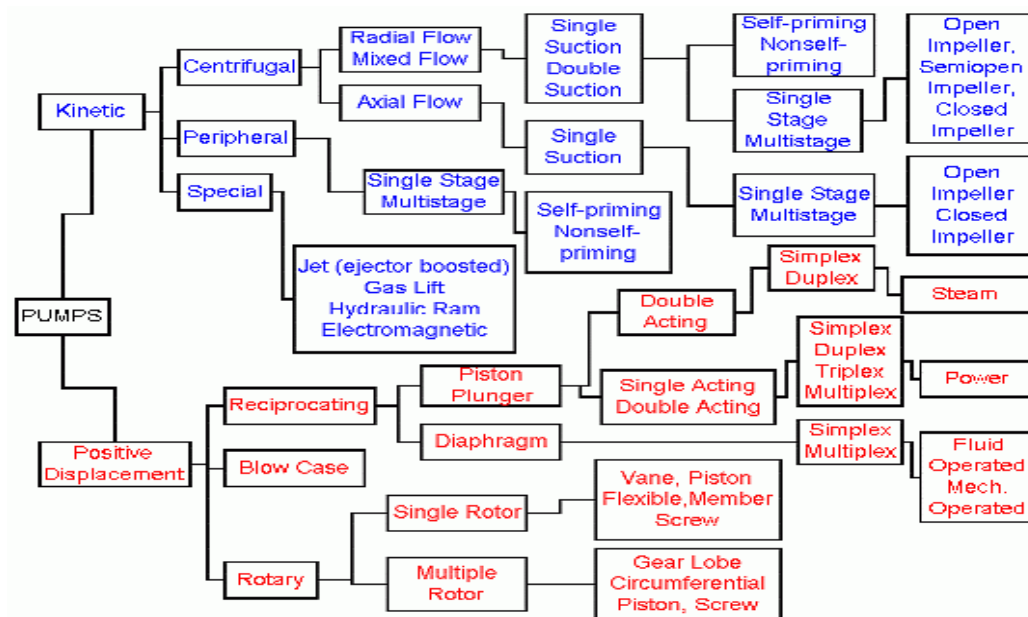 Radial Flow
Mixed Flow
Single
Suction
Double
Suction
Self-priming
Nonself-
priming
Open
Impeller,
Semiopen
Impeller,
Closed
Impeller
Centrifugal
Kinetic
Axial Flow
Single
Stage
Multistage
Peripheral
Single
Suction
Special
Single Stage
Multistage
Self-priming
Nonself-
priming
Single Stage
Multistage
Open
Impeller
Closed
Impeller
Jet (ejector boosted)
Gas Lift
Hydraulic Ram
Electromagnetic
PUMPS
Simplex
Duplex
Steam
Double
Acting
Simplex
Duplex
Triplex
Multiplex
Piston
Plunger
Single Acting
Double Acting
Power
Reciprocating
Diaphragm
Simplex
Multiplex
Fluid
Operated
Mech.
Operated
Positive
Displacement
Blow Case
Single Rotor
Vane, Piston
Flexible,Member
Screw
Rotary
Multiple
Rotor
Gear Lobe
Circumferential
Piston, Screw